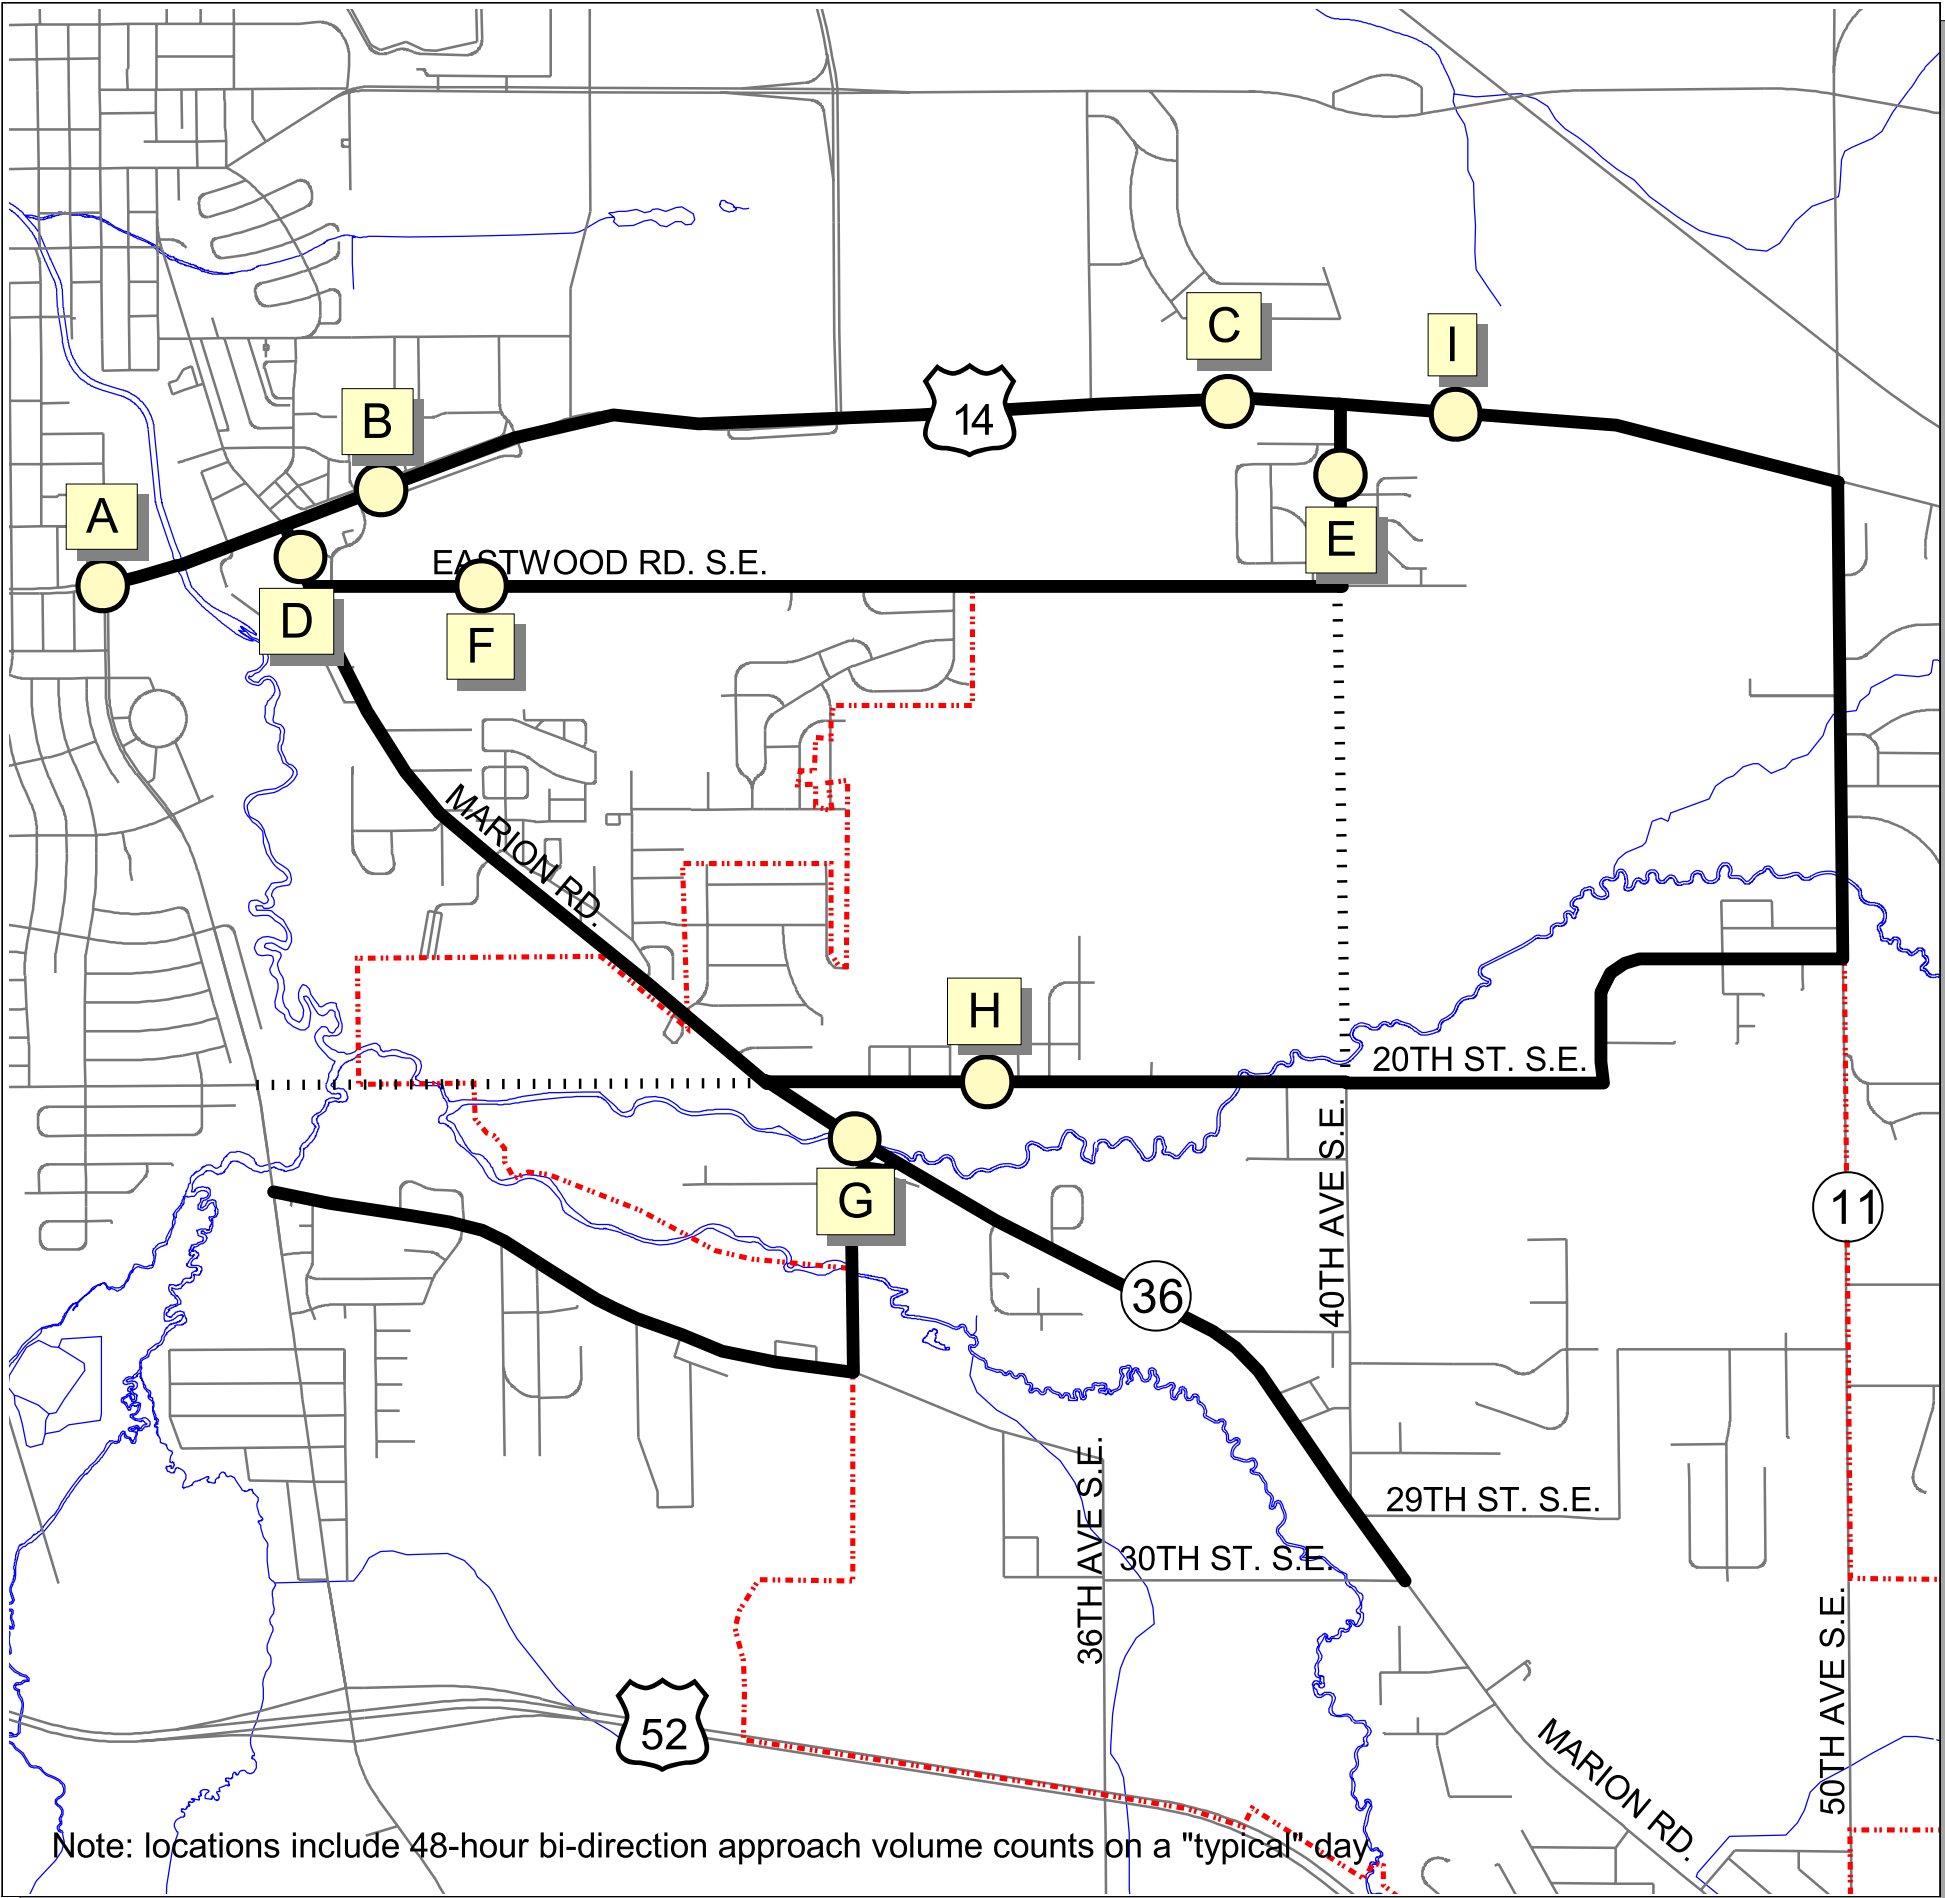 C
I
B
14
A
E
EASTWOOD RD. S.E.
D
F
MARION RD.
H
20TH ST. S.E.
40TH AVE S.E.
G
11
36
36TH AVE S.E.
29TH ST. S.E.
30TH ST. S.E.
50TH AVE S.E.
52
MARION RD.
Note: locations include 48-hour bi-direction approach volume counts on a "typical" day